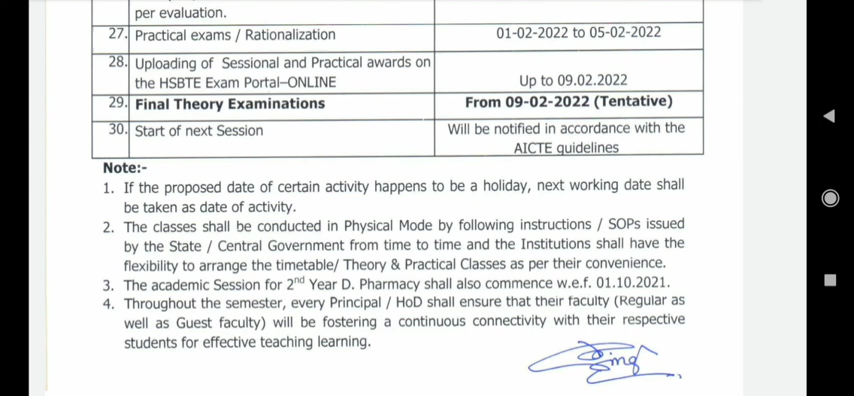 per evaluation.
27. Practical exams / Rationalization 01-02-2022 to 05-02-2022
28. Uploading of Sessional and Practical awards on
the HSBTE Exam Portal–ONLINE Up to 09.02.2022
29. Final Theory Examinations From 09-02-2022 (Tentative)
30. Start of next Session Will be notified in accordance with the
AICTE guidelines
Note:-
1. If the proposed date of certain activity happens to be a holiday, next working date shall
be taken as date of activity.
2. The classes shall be conducted in Physical Mode by following instructions / SOPs issued
by the State / Central Government from time to time and the Institutions shall have the
flexibility to arrange the timetable/ Theory & Practical Classes as per their convenience.
3. The academic Session for 2nd Year D. Pharmacy shall also commence w.e.f. 01.10.2021.
4. Throughout the semester, every Principal / HoD shall ensure that their faculty (Regular as
well as Guest faculty) will be fostering a continuous connectivity with their respective
students for effective teaching learning.